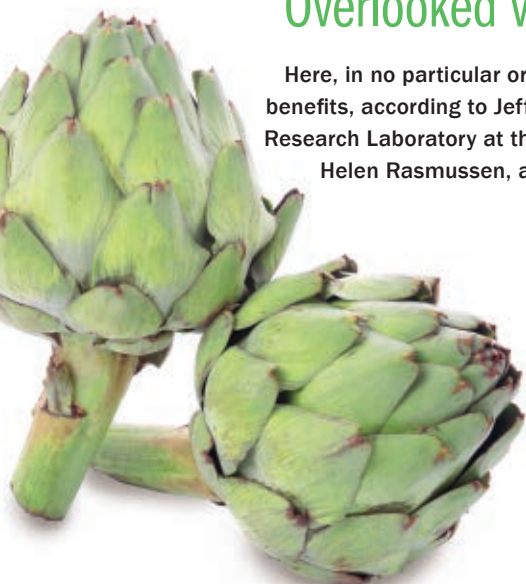 Overlooked
Here, in no particular
benefits, according to
Research Laboratory at
Helen Rasmussen,